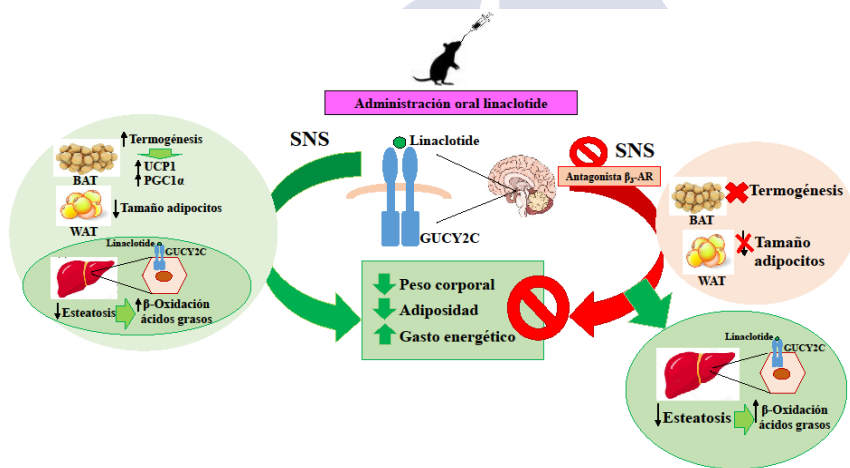 Administración oral linaclotide
SNS
Linaclotide
GUCY2C
SNS
Antagonista β3-AR
Termogénesis
UCP1
PGC1α
BAT
Tamaño adipocitos
WAT
Linaclotide
GUCY2C
Esteatosis
β-Oxidación
ácidos grasos
Peso corporal
Adiposidad
Gasto energético
Termogénesis
BAT
Tamaño
adipocitos
WAT
Linaclotide
GUCY2C
Esteatosis
β-Oxidación
ácidos grasos